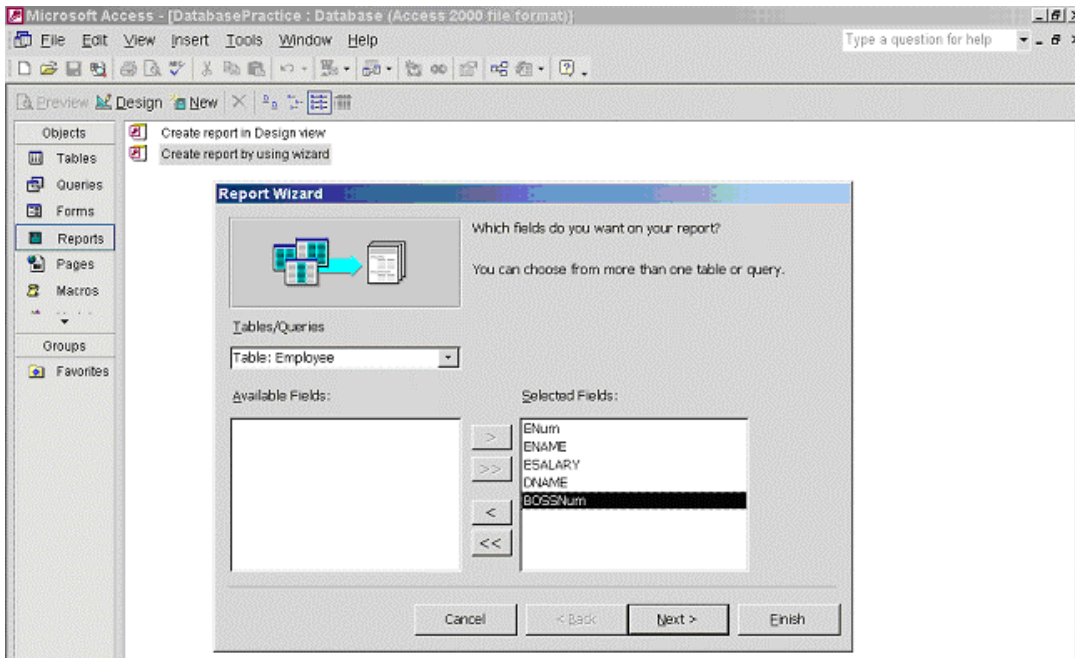 Microsoft Access - [DatabasePractice : Database (Access 2000 file format)]
File Edit View Insert Tools Window Help
Type a question for help
Preview Design New
Objects
Tables
Queries
Forms
Reports
Pages
Macros
Groups
Favorites
Create report in Design view
Create report by using wizard
Report Wizard
Which fields do you want on your report?
You can choose from more than one table or query.
Tables/Queries
Table: Employee
Available Fields:
Selected Fields:
>
>>
<
<<
ENum
ENAME
ESALARY
DNAME
BOSSNum
Cancel
< Back
Next >
Finish